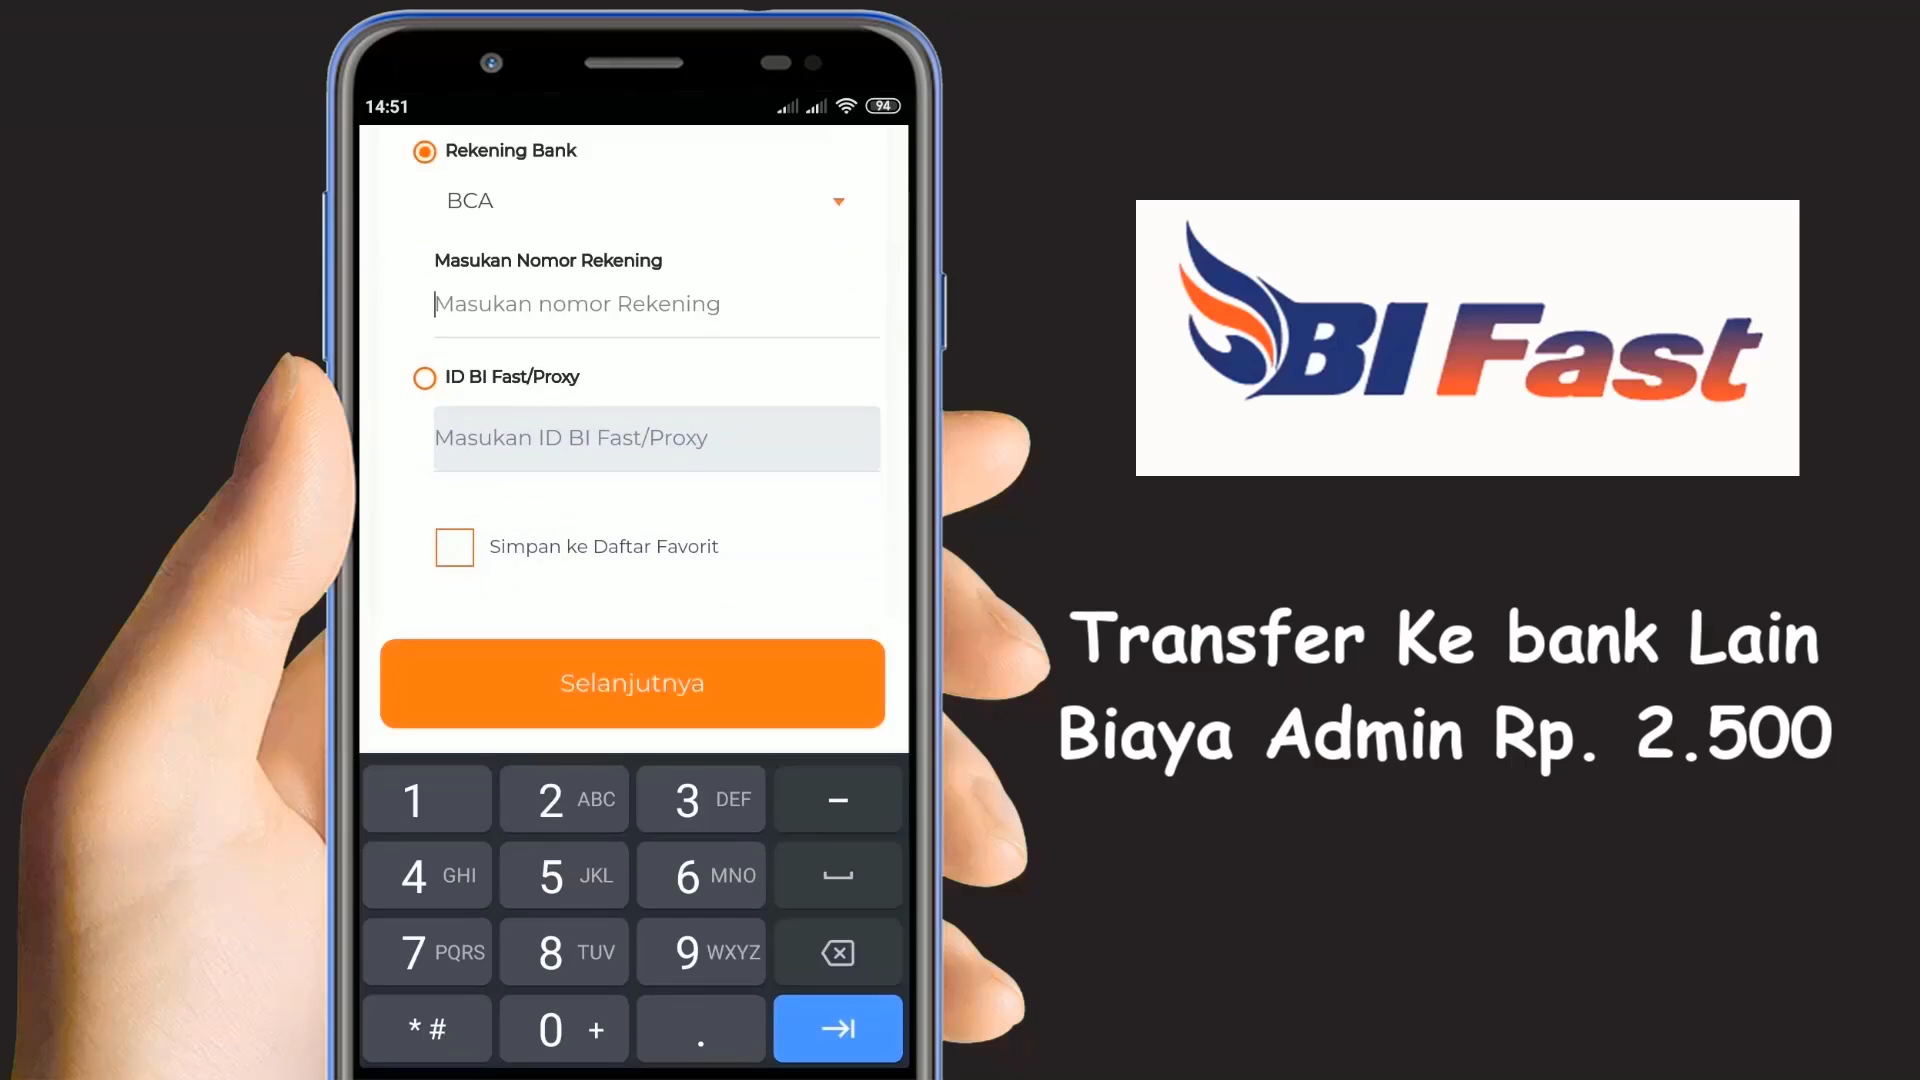 14:51
94
Rekening Bank
BCA
Masukan Nomor Rekening
Masukan nomor Rekening
ID BI Fast/Proxy
Masukan ID BI Fast/Proxy
Simpan ke Daftar Favorit
Selanjutnya
1
2 ABC
3 DEF
-
4 GHI
5 JKL
6 MNO
7 PQRS
8 TUV
9 WXYZ
* #
0 +
.
BI Fast
Transfer Ke bank Lain
Biaya Admin Rp. 2.500